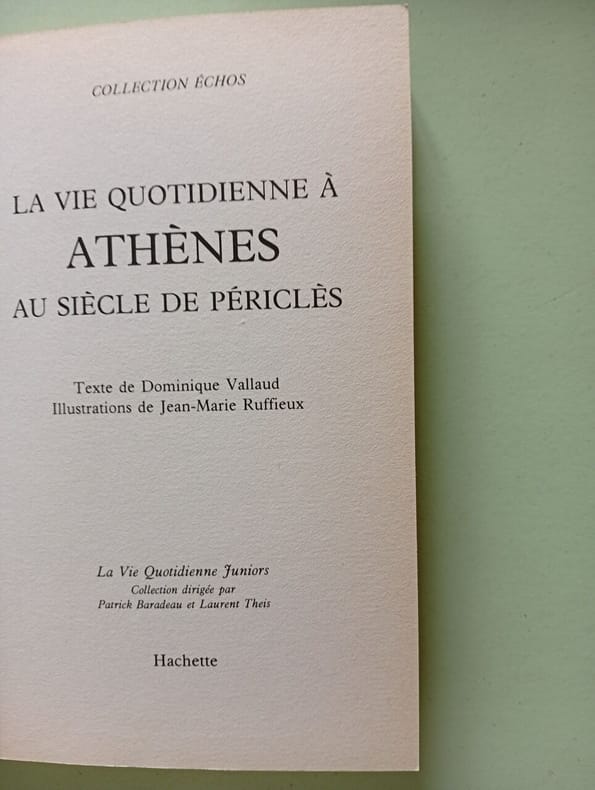 COLLECTION ÉCHOS
LA VIE QUOTIDIENNE À
ATHÈNES
AU SIÈCLE DE PÉRICLÈS
Texte de Dominique Vallaud
Illustrations de Jean-Marie Ruffieux
La Vie Quotidienne Juniors
Collection dirigée par
Patrick Baradeau et Laurent Theis
Hachette